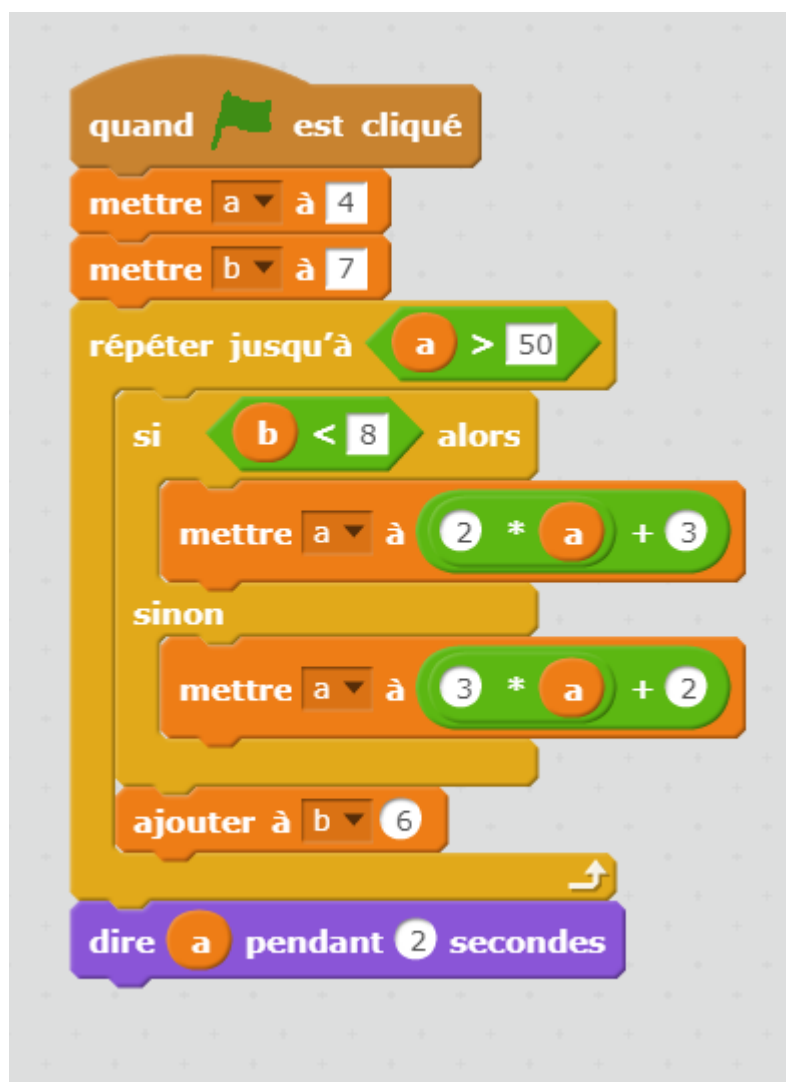 quand est cliqué
mettre a à 4
mettre b à 7
répéter jusqu'à a > 50
si b < 8 alors
mettre a à 2 * a + 3
sinon
mettre a à 3 * a + 2
ajouter à b 6
dire a pendant 2 secondes